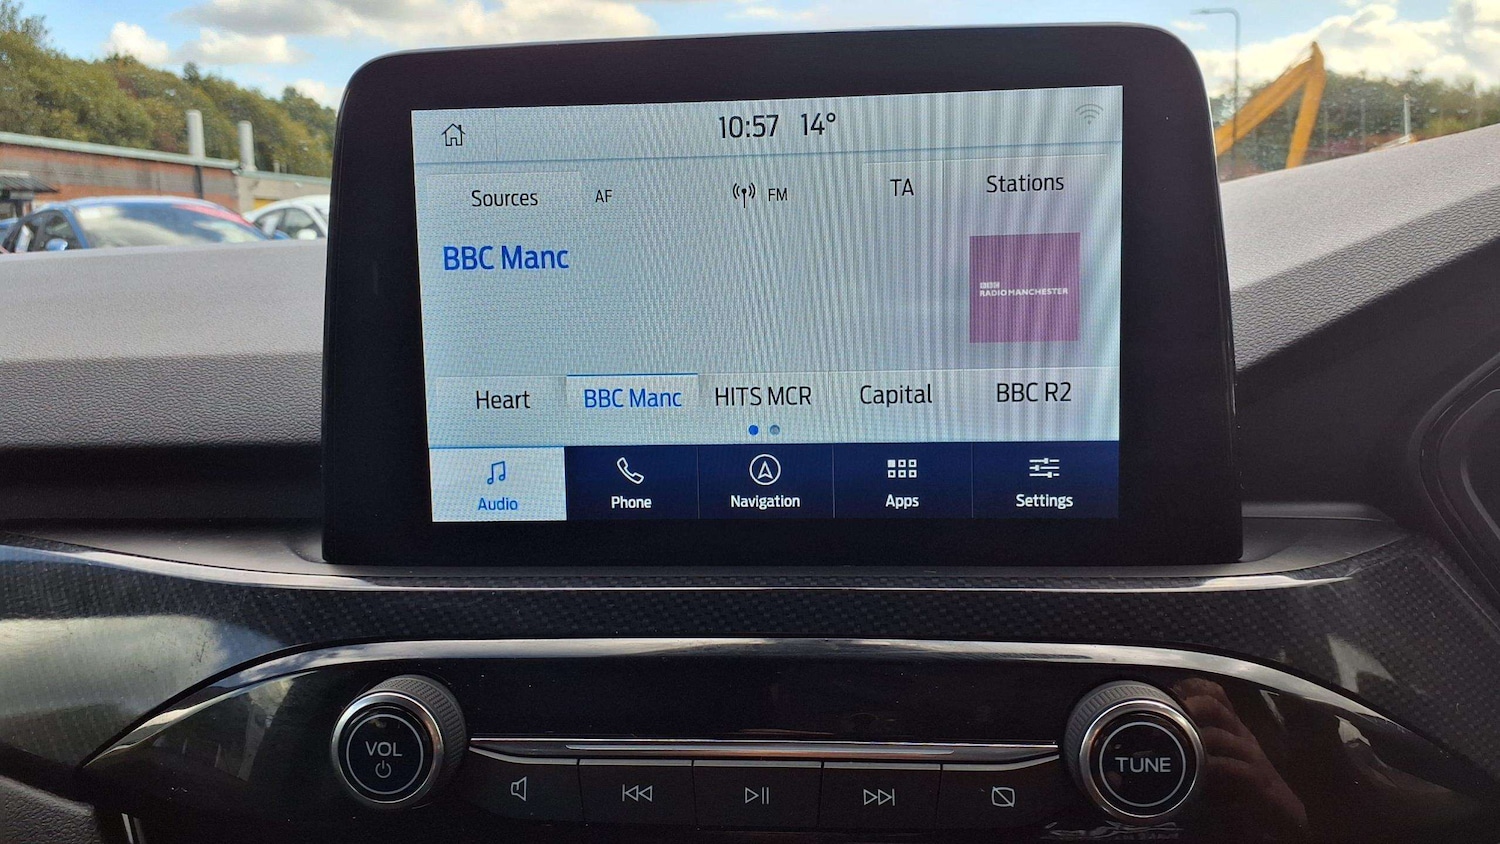 10:57 14°
Sources AF FM TA Stations
BBC Manc
BBC
RADIO MANCHESTER
Heart BBC Manc HITS MCR Capital BBC R2
Audio Phone Navigation Apps Settings
VOL TUNE